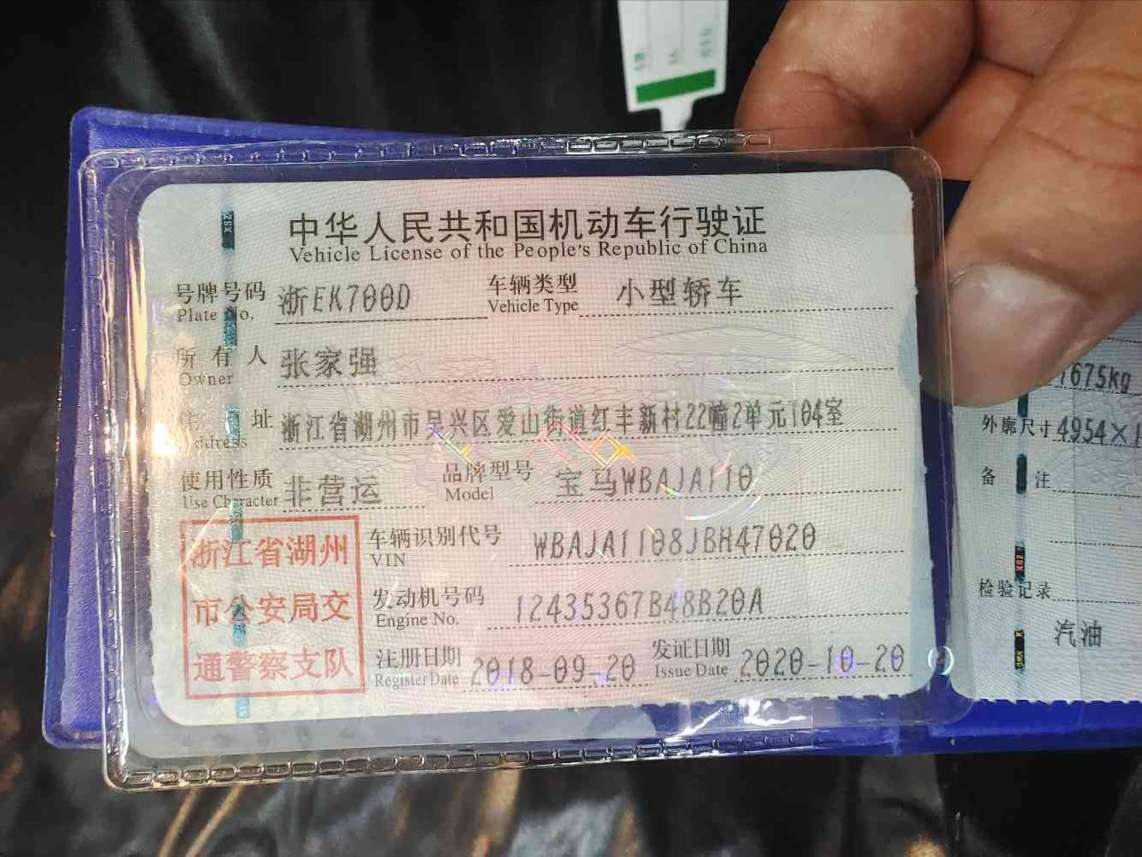 中华人民共和国机动车行驶证
Vehicle License of the People's Republic of China
号牌号码 浙EK700D 车辆类型 小型轿车
Plate No. Vehicle Type
所有人 张家强
Owner
住址 浙江省湖州市吴兴区爱山街道红丰新村22幢2单元104室
Address
使用性质 非营运 品牌型号 宝马WBAJA110
Use Character Model
浙江省湖州
市公安局交
通警察支队
车辆识别代号 WBAJA1108JBH47020
VIN
发动机号码 12435367B48B20A
Engine No.
注册日期 2018-09-20 发证日期 2020-10-20
Register Date Issue Date
1675kg
外廓尺寸 4954×1
备注
检验记录
汽油